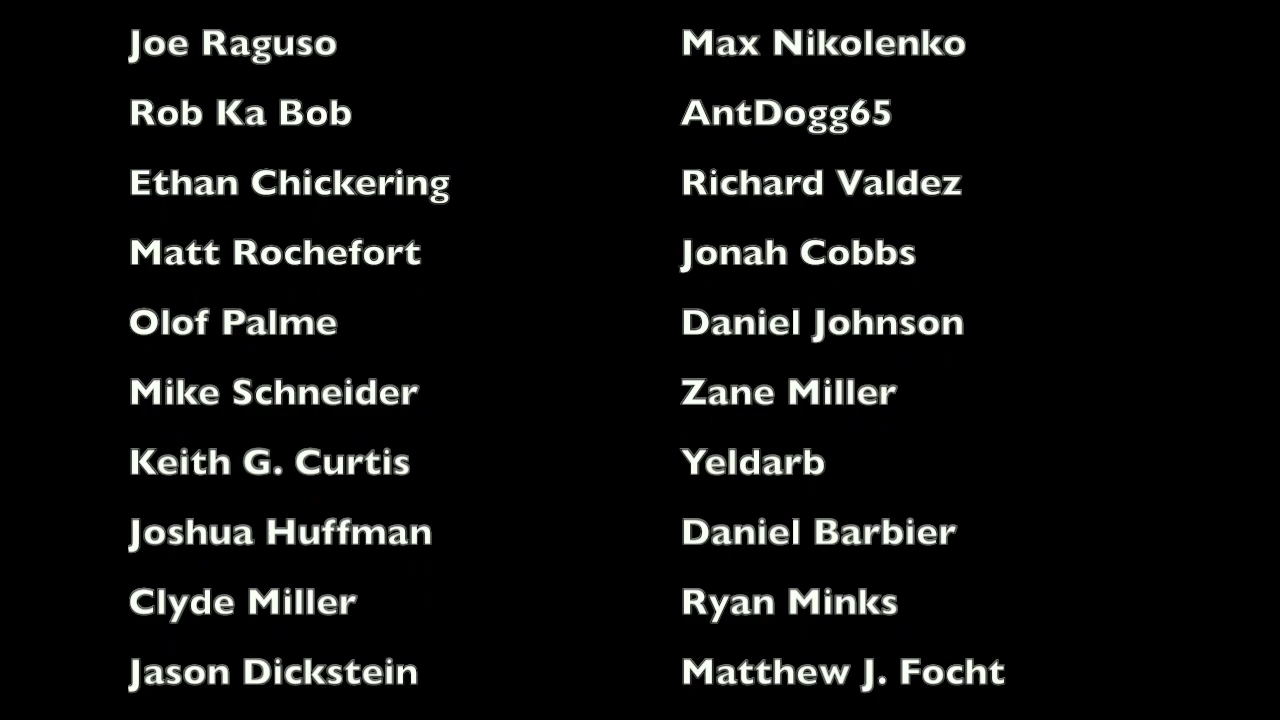 Joe Raguso
Rob Ka Bob
Ethan Chickering
Matt Rochefort
Olof Palme
Mike Schneider
Keith G. Curtis
Joshua Huffman
Clyde Miller
Jason Dickstein
Max Nikolenko
AntDogg65
Richard Valdez
Jonah Cobbs
Daniel Johnson
Zane Miller
Yeldarb
Daniel Barbier
Ryan Minks
Matthew J. Focht